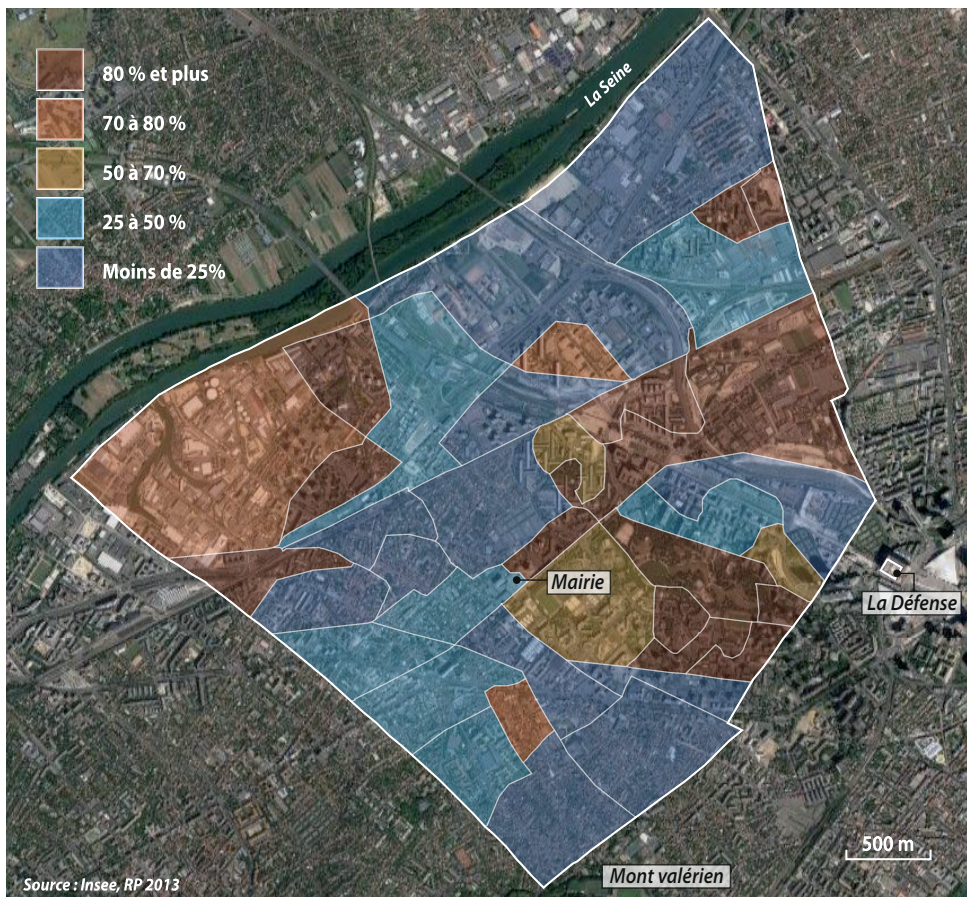 80 % et plus
70 à 80 %
50 à 70 %
25 à 50 %
Moins de 25%
La Seine
Mairie
La Défense
500 m
Mont valérien
Source : Insee, RP 2013